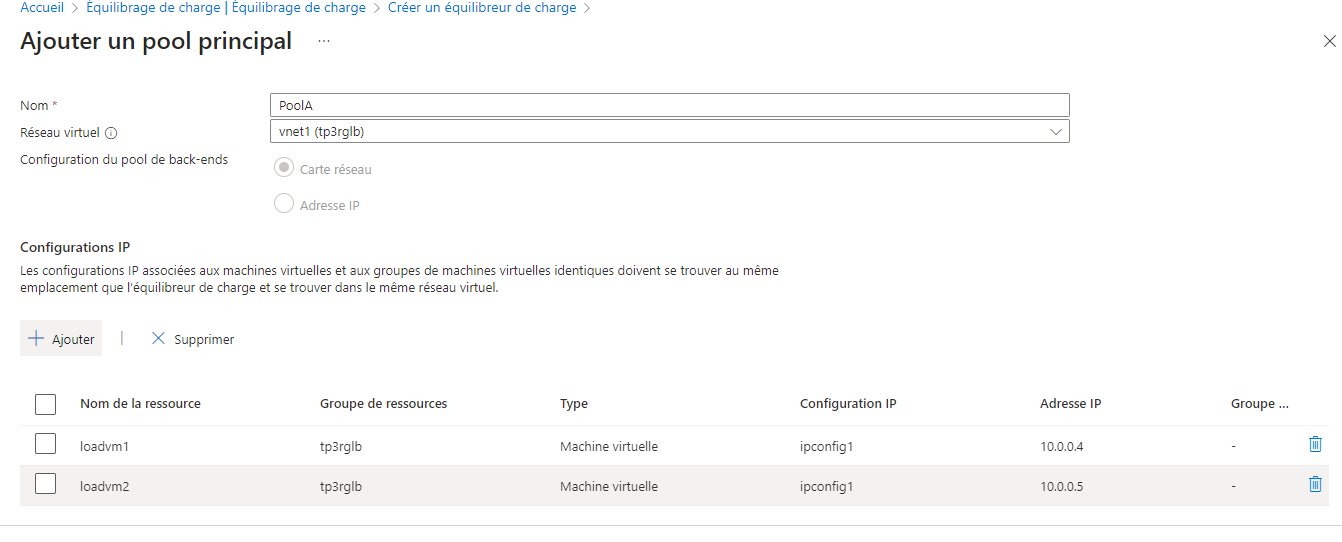 Accueil > Équilibrage de charge | Équilibrage de charge > Créer un équilibreur de charge >
Ajouter un pool principal ...
Nom *
PoolA
Réseau virtuel
vnet1 (tp3rglb)
Configuration du pool de back-ends
Carte réseau
Adresse IP
Configurations IP
Les configurations IP associées aux machines virtuelles et aux groupes de machines virtuelles identiques doivent se trouver au même
emplacement que l'équilibreur de charge et se trouver dans le même réseau virtuel.
+ Ajouter | Supprimer
Nom de la ressource Groupe de ressources Type Configuration IP Adresse IP Groupe ...
loadvm1 tp3rglb Machine virtuelle ipconfig1 10.0.0.4 -
loadvm2 tp3rglb Machine virtuelle ipconfig1 10.0.0.5 -